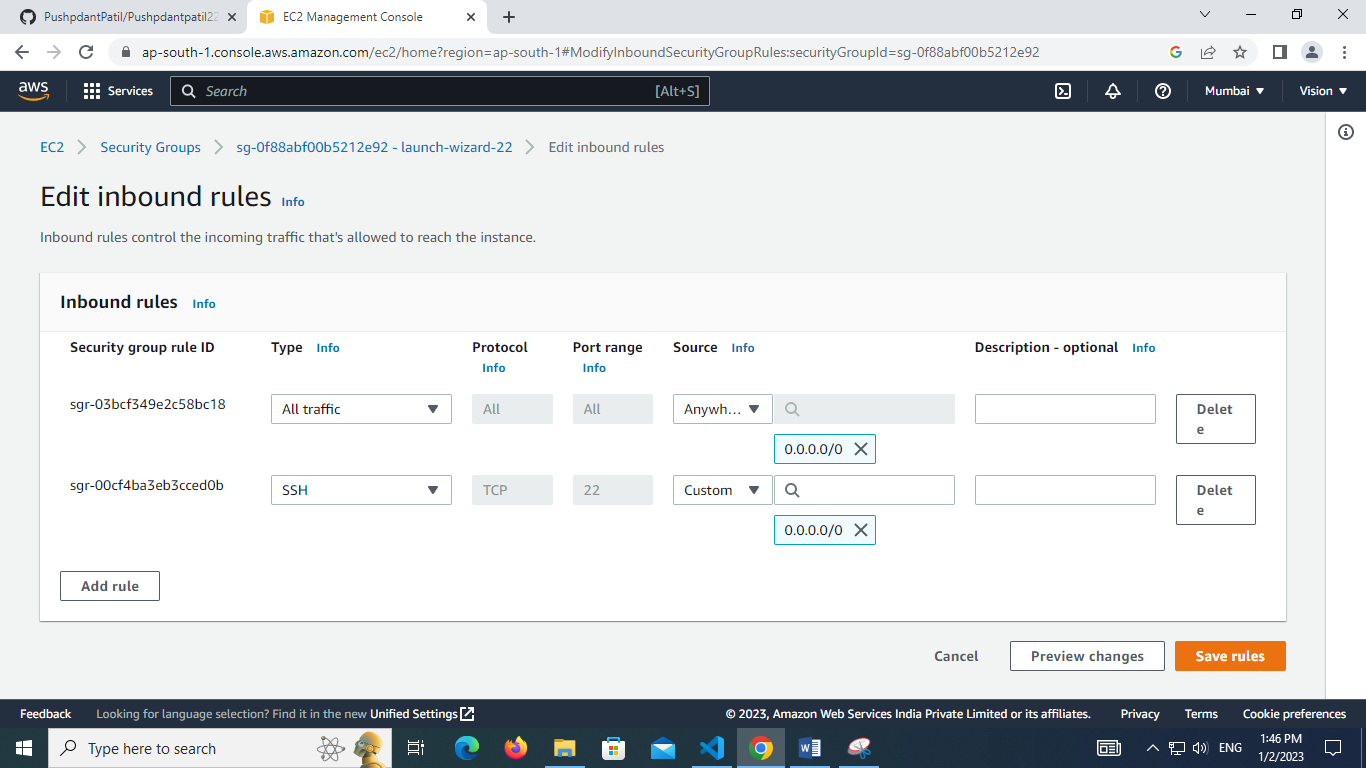 PushpdantPatil/Pushpdantpatil22
EC2 Management Console
ap-south-1.console.aws.amazon.com/ec2/home?region=ap-south-1#ModifyInboundSecurityGroupRules:securityGroupId=sg-0f88abf00b5212e92
aws Services Search [Alt+S] Mumbai Vision
EC2 Security Groups sg-0f88abf00b5212e92 - launch-wizard-22 Edit inbound rules
Edit inbound rules Info
Inbound rules control the incoming traffic that's allowed to reach the instance.
Inbound rules Info
Security group rule ID Type Info Protocol Port range Source Info Description - optional Info
Info Info
sgr-03bcf349e2c58bc18 All traffic All All Anywh... Delet
e
0.0.0.0/0
sgr-00cf4ba3eb3cced0b SSH TCP 22 Custom Delet
e
0.0.0.0/0
Add rule
Cancel Preview changes Save rules
Feedback Looking for language selection? Find it in the new Unified Settings © 2023, Amazon Web Services India Private Limited or its affiliates. Privacy Terms Cookie preferences
Type here to search ENG 1:46 PM
1/2/2023